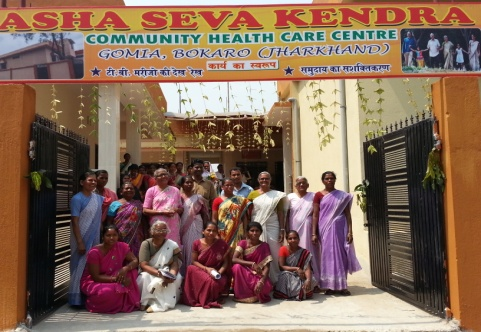 ASHA SEVA KENDRA
COMMUNITY HEALTH CARE CENTRE
GOMIA, BOKARO (JHARKHAND)
कार्य का स्वरूप
★ टी.बी. मरीजों की देख-रेख ★ समुदाय का सशक्तिकरण